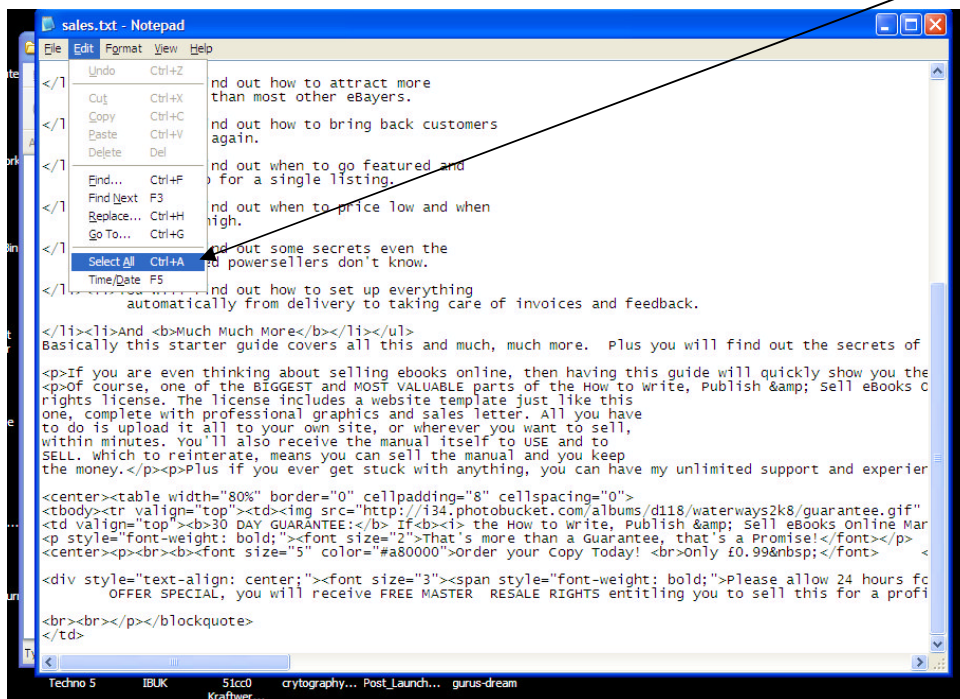 sales.txt - Notepad
File Edit Format View Help
Undo Ctrl+Z
Cut Ctrl+X
Copy Ctrl+C
Paste Ctrl+V
Delete Del
Find... Ctrl+F
Find Next F3
Replace... Ctrl+H
Go To... Ctrl+G
Select All Ctrl+A
Time/Date F5
</l nd out how to attract more
than most other eBayers.
</l nd out how to bring back customers
again.
</l nd out when to go featured and
for a single listing.
</l nd out when to price low and when
high.
</l nd out some secrets even the
d powersellers don't know.
</l nd out how to set up everything
automatically from delivery to taking care of invoices and feedback.
</li><li>And <b>Much Much More</b></li></ul>
Basically this starter guide covers all this and much, much more. Plus you will find out the secrets of
<p>If you are even thinking about selling ebooks online, then having this guide will quickly show you the
<p>Of course, one of the BIGGEST and MOST VALUABLE parts of the How to Write, Publish &amp; Sell eBooks O
rights license. The license includes a website template just like this
one, complete with professional graphics and sales letter. All you have
to do is upload it all to your own site, or wherever you want to sell,
within minutes. You'll also receive the manual itself to USE and to
SELL. Which to reinterate, means you can sell the manual and you keep
the money.</p><p>Plus if you ever get stuck with anything, you can have my unlimited support and experier
<center><table width="80%" border="0" cellpadding="8" cellspacing="0">
<tbody><tr valign="top"><td><img src="http://i34.photobucket.com/albums/d118/waterways2k8/guarantee.gif"
<td valign="top"><b>30 DAY GUARANTEE:</b> If<b><i> the How to Write, Publish &amp; Sell eBooks Online Mar
<p style="font-weight: bold;"><font size="2">That's more than a Guarantee, that's a Promise!</font></p>
<center><p><br><b><font size="5" color="#a80000">Order your Copy Today! <br>Only £0.99&nbsp;</font> <
<div style="text-align: center;"><font size="3"><span style="font-weight: bold;">Please allow 24 hours fo
OFFER SPECIAL, you will receive FREE MASTER RESALE RIGHTS entitling you to sell this for a profi
<br><br></p></blockquote>
</td>
Techno 5 IBUK 51cc0 crytography... Post_Launch... gurus-dream
Kraftwer...